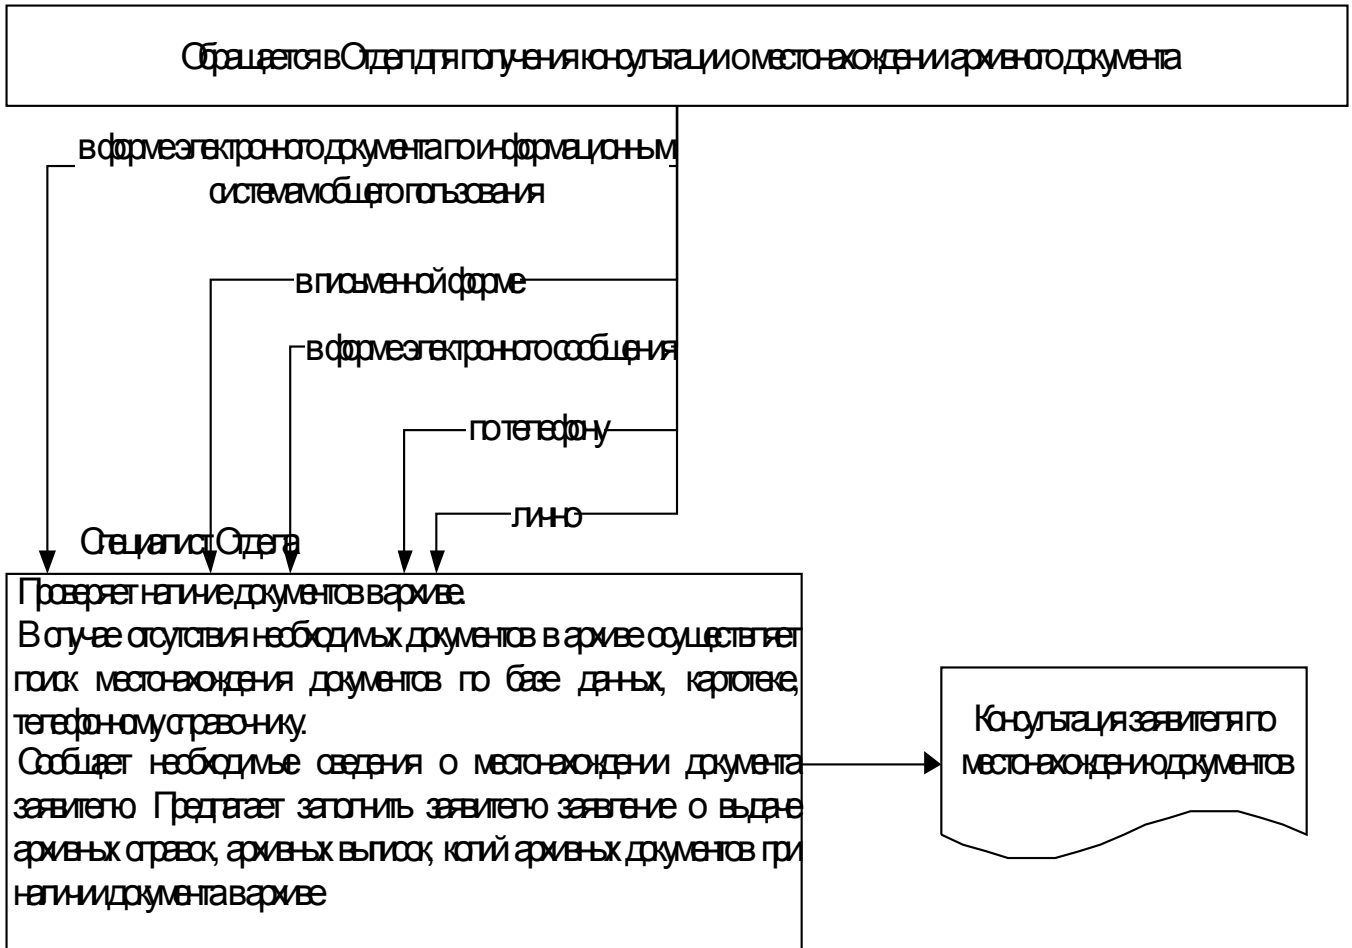 Обращается в Отдел для получения консультации о местонахождении архивного документа
в форме электронного документа по информационным
системам общего пользования
в письменной форме
в форме электронного сообщения
по телефону
лично
Специалист Отдела
Проверяет наличие документов в архиве.
В случае отсутствия необходимых документов в архиве осуществляет
поиск местонахождения документов по базе данных, картотеке,
телефонному справочнику.
Сообщает необходимые сведения о местонахождении документа
заявителю. Предлагает заполнить заявителю заявление о выдаче
архивных справок, архивных выписок, копий архивных документов при
наличии документа в архиве
Консультация заявителя по
местонахождению документов